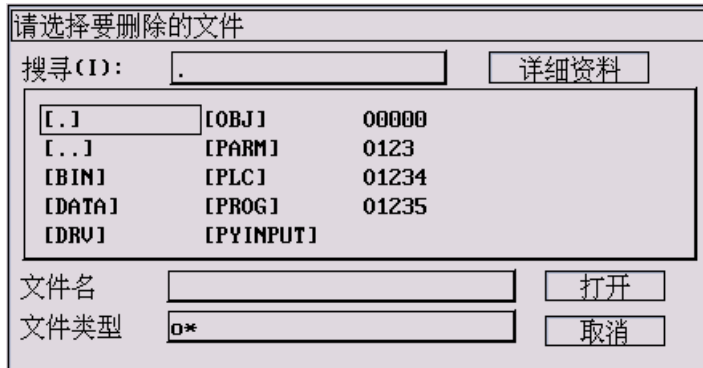 请选择要删除的文件
搜寻(I): . 详细资料
[.] [OBJ] O0000
[..] [PARM] O123
[BIN] [PLC] O1234
[DATA] [PROG] O1235
[DRV] [PYINPUT]
文件名 打开
文件类型 o* 取消